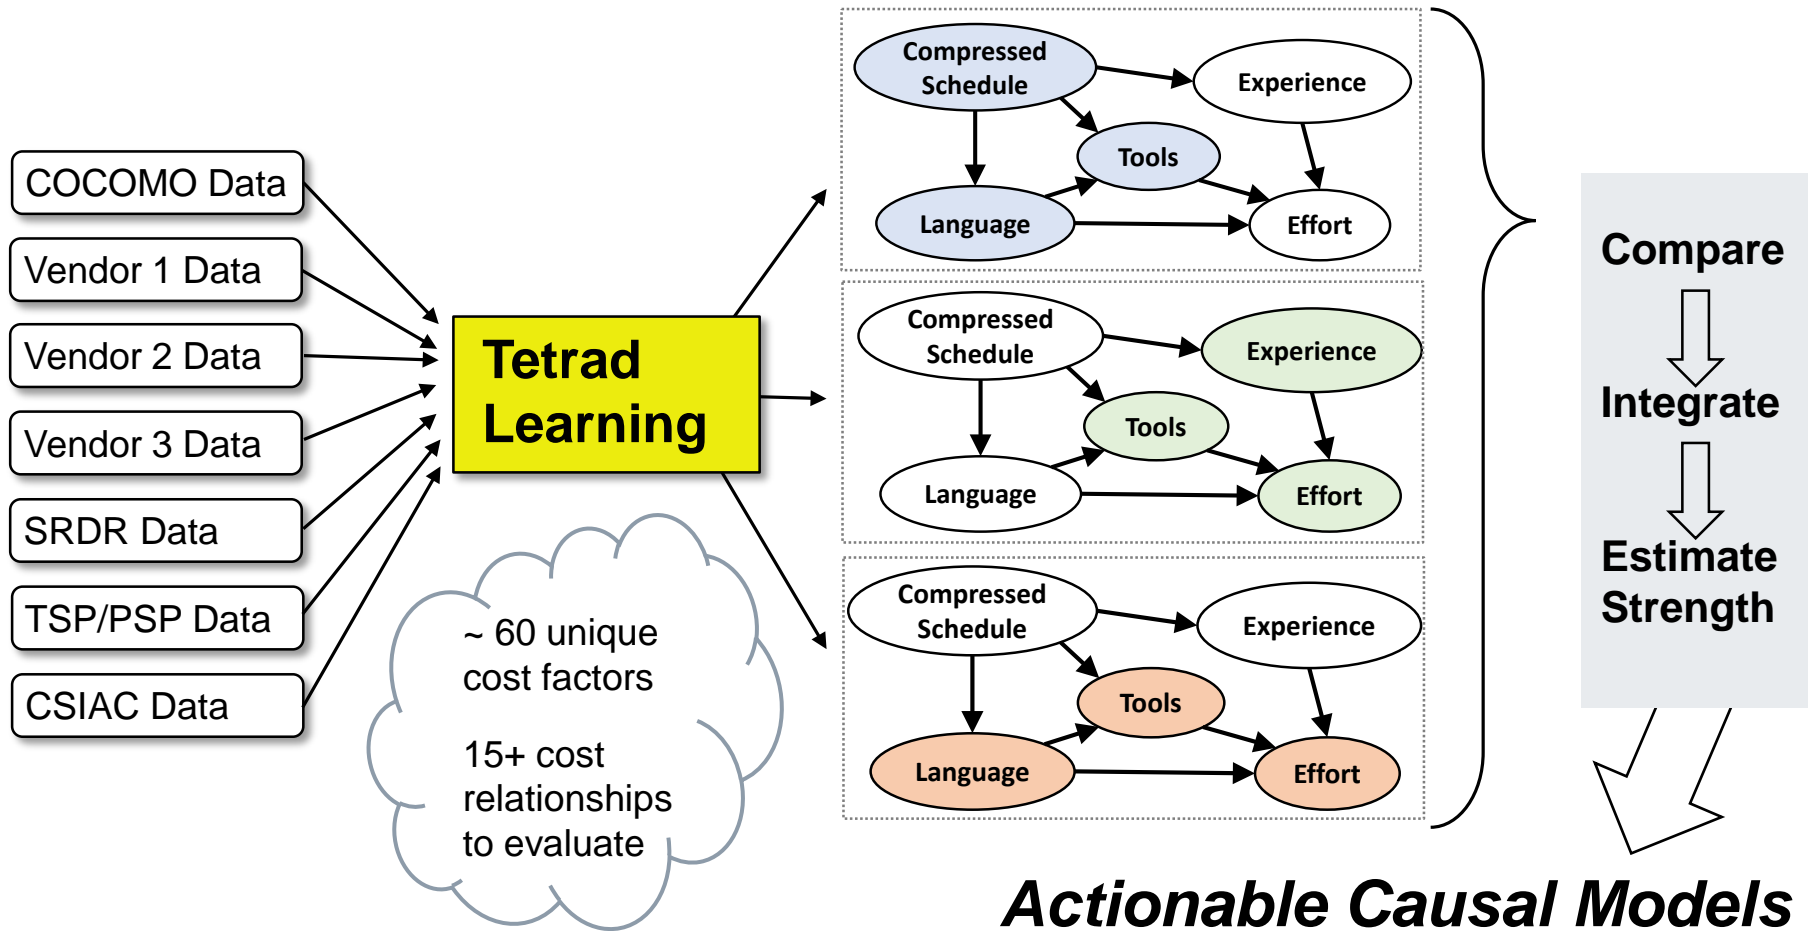 COCOMO Data
Vendor 1 Data
Vendor 2 Data
Vendor 3 Data
SRDR Data
TSP/PSP Data
CSIAC Data
Tetrad
Learning
~ 60 unique
cost factors
15+ cost
relationships
to evaluate
Compressed
Schedule
Experience
Tools
Language
Effort
Compressed
Schedule
Experience
Tools
Language
Effort
Compressed
Schedule
Experience
Tools
Language
Effort
Compare
Integrate
Estimate
Strength
Actionable Causal Models